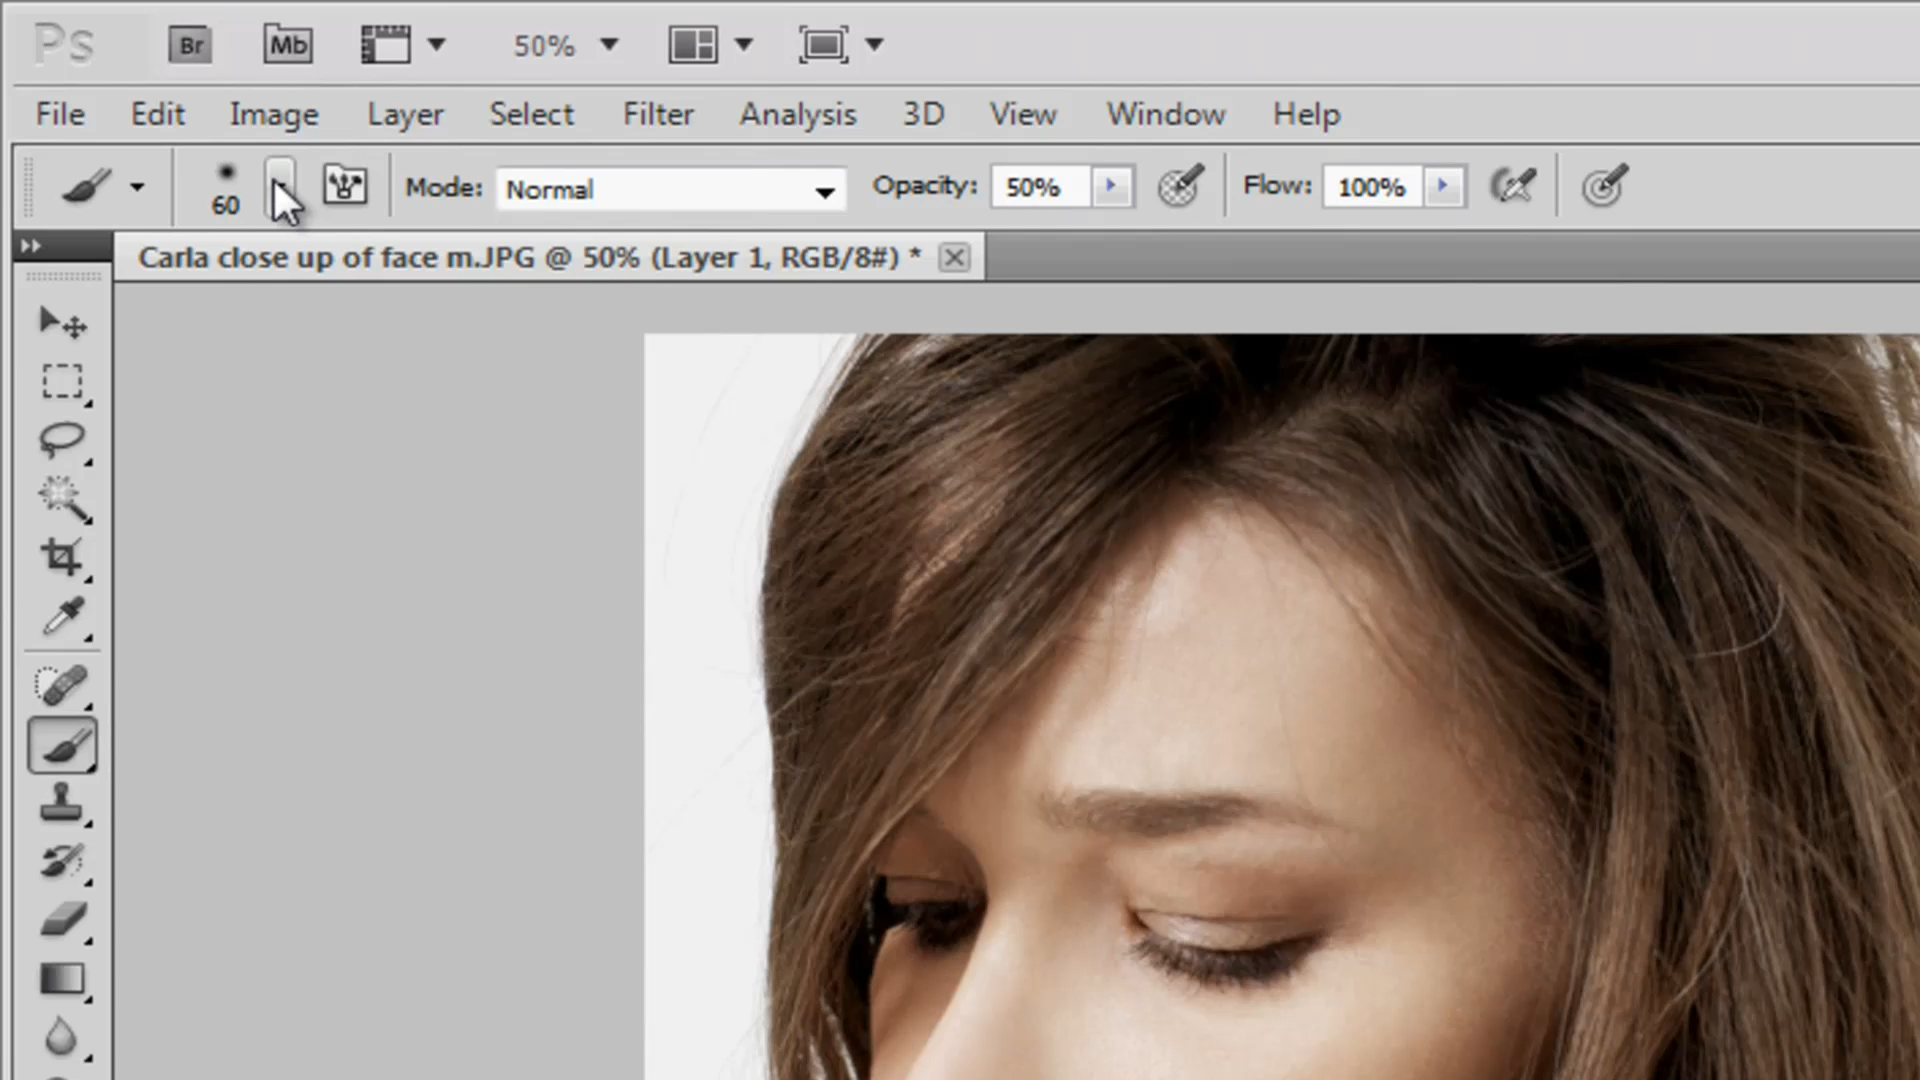 Ps Br Mb 50%
File Edit Image Layer Select Filter Analysis 3D View Window Help
60 Mode: Normal Opacity: 50% Flow: 100%
Carla close up of face m.JPG @ 50% (Layer 1, RGB/8#) *